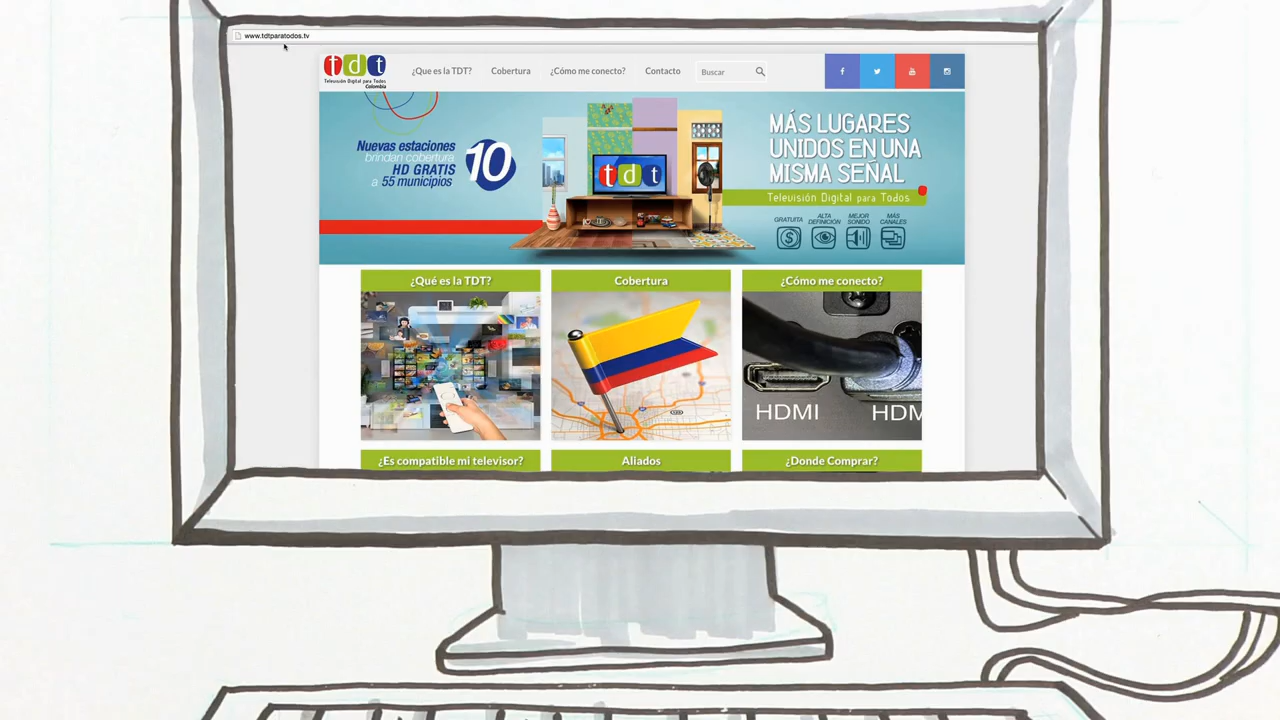 www.tdtparatodos.tv
tdt
Televisión Digital para Todos
Colombia
¿Que es la TDT?
Cobertura
¿Cómo me conecto?
Contacto
Buscar
Nuevas estaciones
brindan cobertura
HD GRATIS
a 55 municipios
10
tdt
MÁS LUGARES
UNIDOS EN UNA
MISMA SEÑAL
Televisión Digital para Todos
GRATUITA
ALTA
DEFINICIÓN
MEJOR
SONIDO
MÁS
CANALES
¿Qué es la TDT?
Cobertura
¿Cómo me conecto?
HDMI
HDM
¿Es compatible mi televisor?
Aliados
¿Donde Comprar?